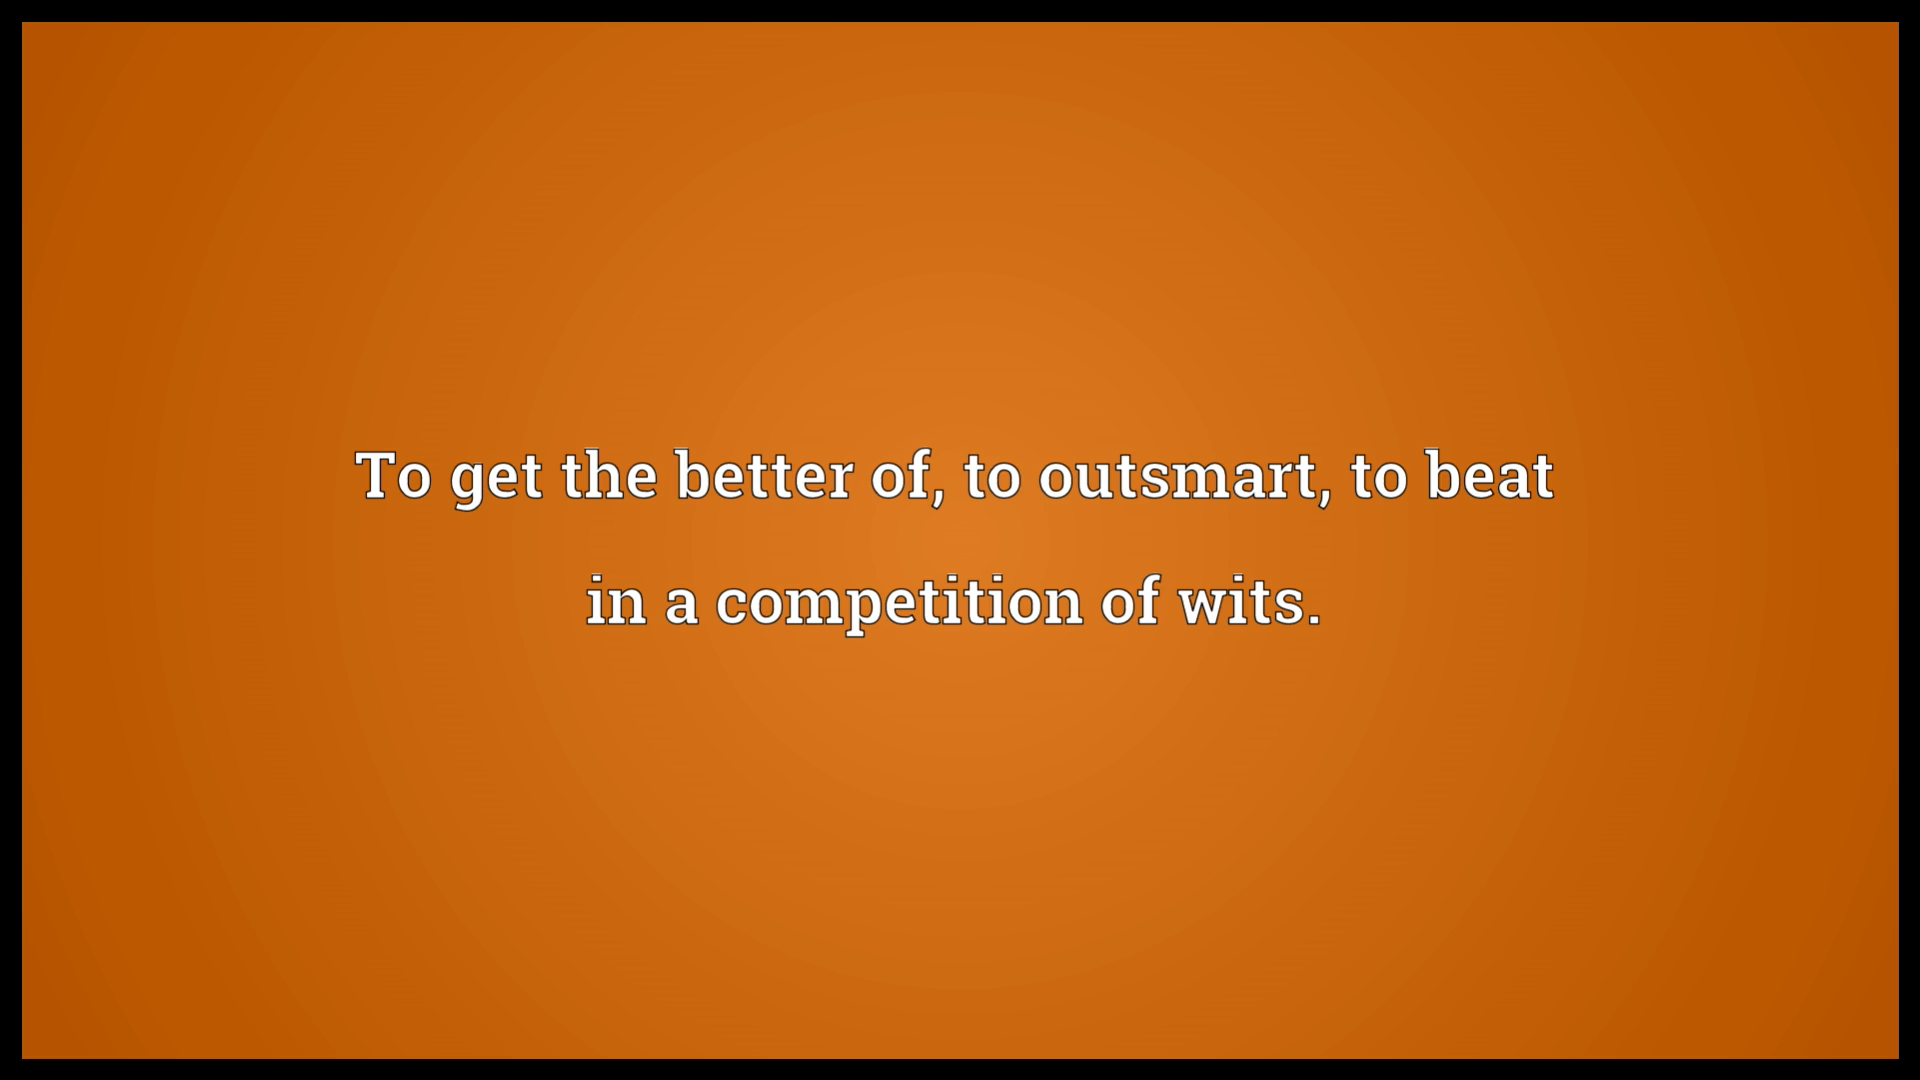 To get the better of, to outsmart, to beat
in a competition of wits.